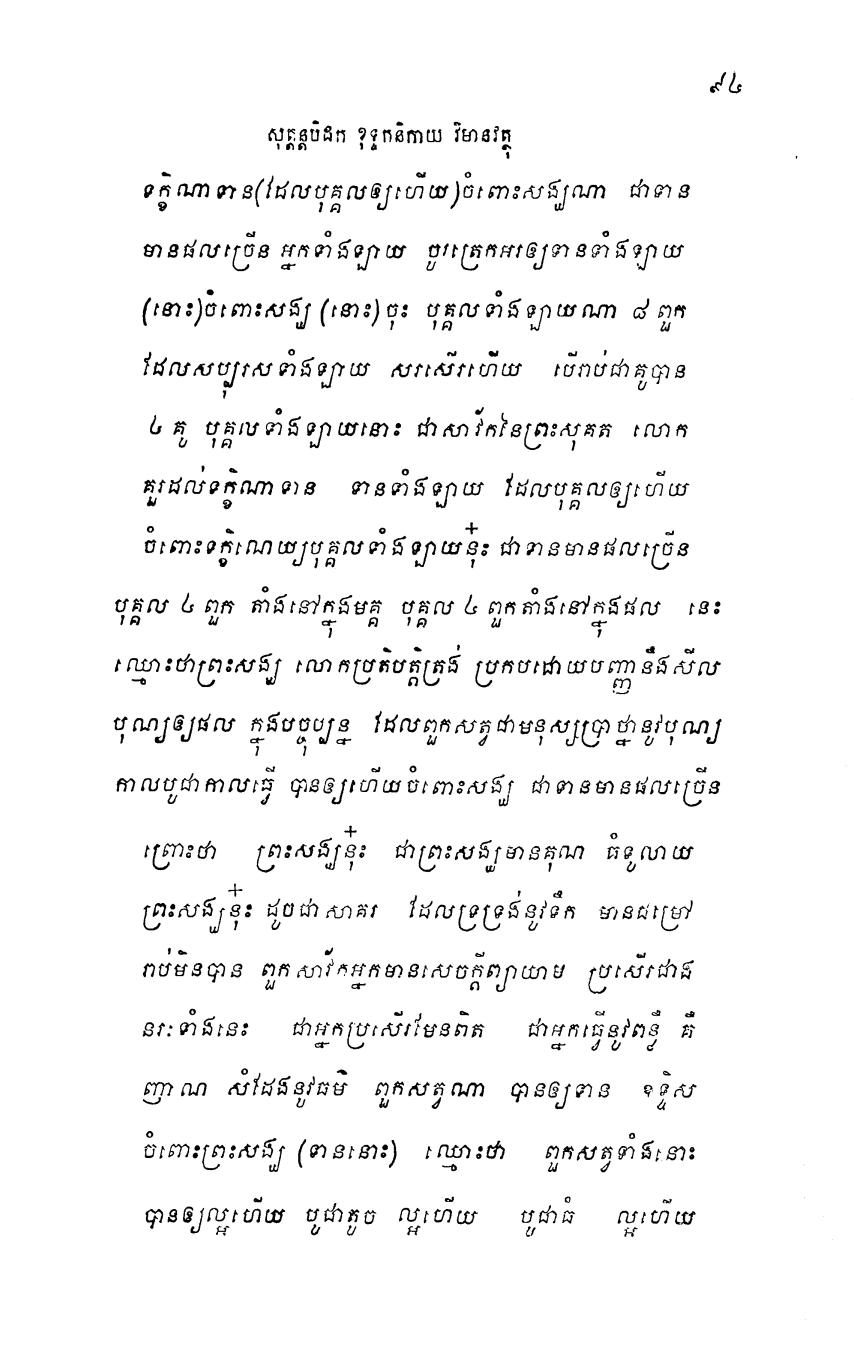 ៩៤
សុត្តន្តបិដក ខុទ្ទកនិកាយ វិមានវត្ថុ
ទក្ខិណាទាន(ដែលបុគ្គលឲ្យហើយ)ចំពោះសង្ឃណា ជាទាន
មានផលច្រើន អ្នកទាំងឡាយ ចូរត្រេកអរឲ្យទានទាំងឡាយ
(នោះ)ចំពោះសង្ឃ (នោះ) ចុះ បុគ្គលទាំងឡាយណា ៨ ពួក
ដែលសប្បុរសទាំងឡាយ សរសើរហើយ បើរាប់ជាគូបាន
៤ គូ បុគ្គលទាំងឡាយនោះ ជាសាវ័កនៃព្រះសុគត លោក
គួរដល់ទក្ខិណាទាន ទានទាំងឡាយ ដែលបុគ្គលឲ្យហើយ
ចំពោះទក្ខិណេយ្យបុគ្គលទាំងឡាយនុ៎ះ ជាទានមានផលច្រើន
បុគ្គល ៤ ពួក តាំងនៅក្នុងមគ្គ បុគ្គល ៤ ពួកតាំងនៅក្នុងផល នេះ
ឈ្មោះថាព្រះសង្ឃ លោកប្រតិបត្តិត្រង់ ប្រកបដោយបញ្ញានឹងសីល
បុណ្យឲ្យផល ក្នុងបច្ចុប្បន្ន ដែលពួកសត្វជាមនុស្សប្រាថ្នានូវបុណ្យ
កាលបូជាកាលធ្វើ បានឲ្យហើយចំពោះសង្ឃ ជាទានមានផលច្រើន
ព្រោះថា ព្រះសង្ឃនុ៎ះ ជាព្រះសង្ឃមានគុណ ធំទូលាយ
ព្រះសង្ឃនុ៎ះ ដូចជាសាគរ ដែលទ្រទ្រង់នូវទឹក មានជម្រៅ
រាប់មិនបាន ពួកសាវ័កអ្នកមានសេចក្តីព្យាយាម ប្រសើរជាង
នរៈទាំងនេះ ជាអ្នកប្រសើរមែនពិត ជាអ្នកធ្វើនូវពន្លឺ គឺ
ញាណ សំដែងនូវធម៌ ពួកសត្វណា បានឲ្យទាន ឧទ្ទិស
ចំពោះព្រះសង្ឃ (ទាននោះ) ឈ្មោះថា ពួកសត្វទាំងនោះ
បានឲ្យល្អហើយ បូជាតូច ល្អហើយ បូជាធំ ល្អហើយ